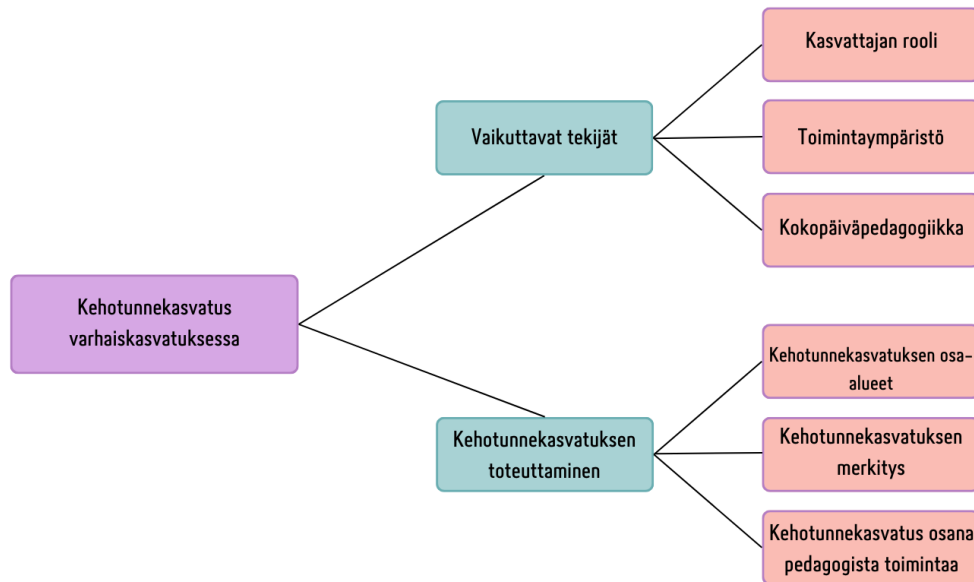 Kasvattajan rooli
Vaikuttavat tekijät
Toimintaympäristö
Kokopäiväpedagogiikka
Kehotunnekasvatus
varhaiskasvatuksessa
Kehotunnekasvatuksen osa-
alueet
Kehotunnekasvatuksen
toteuttaminen
Kehotunnekasvatuksen
merkitys
Kehotunnekasvatus osana
pedagogista toimintaa